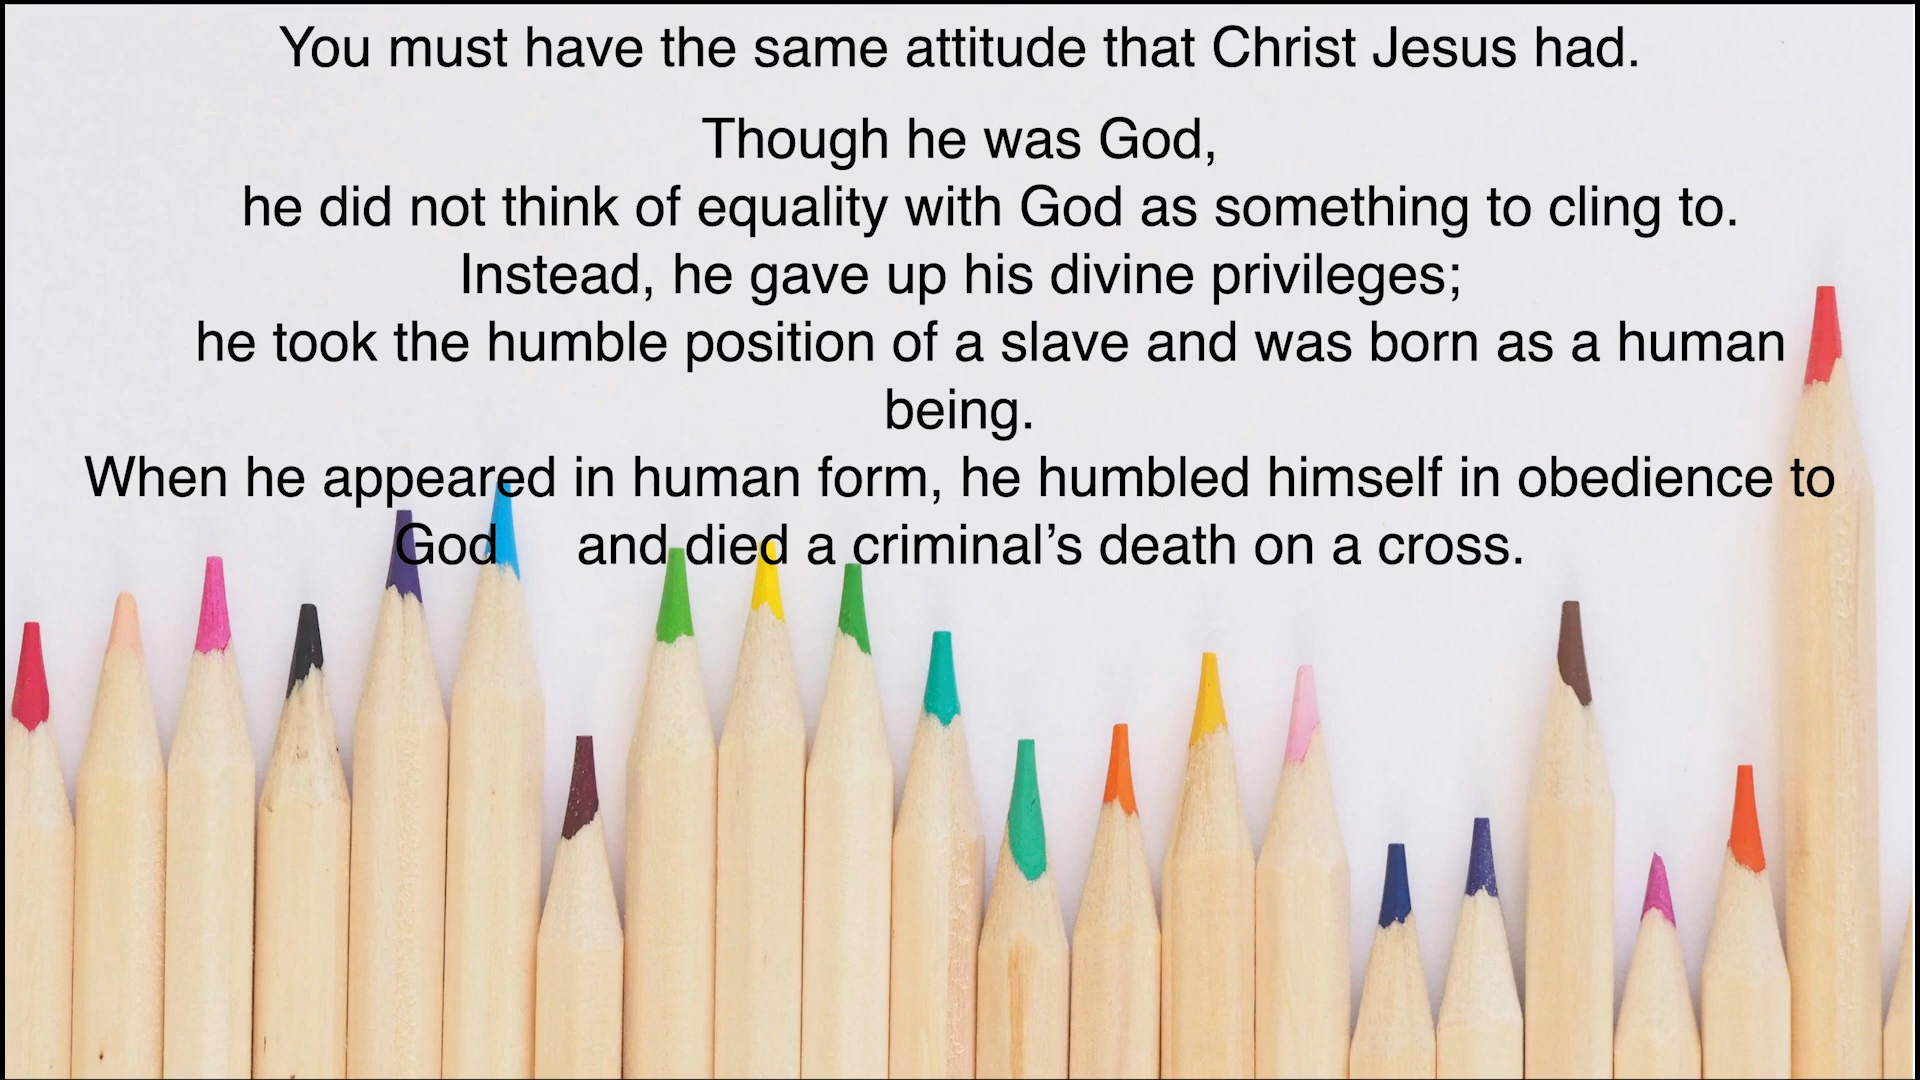 You must have the same attitude that Christ Jesus had.
Though he was God,
he did not think of equality with God as something to cling to.
Instead, he gave up his divine privileges;
he took the humble position of a slave and was born as a human
being.
When he appeared in human form, he humbled himself in obedience to
God and died a criminal’s death on a cross.